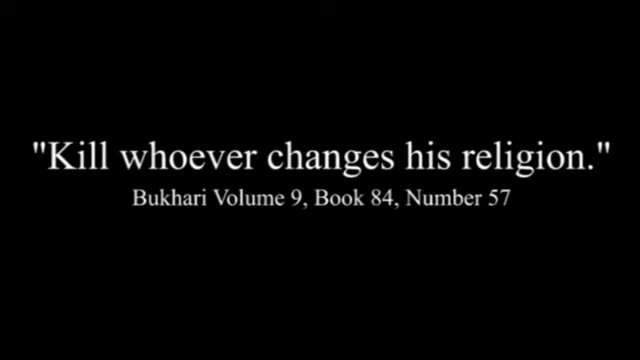 "Kill whoever changes his religion."
Bukhari Volume 9, Book 84, Number 57